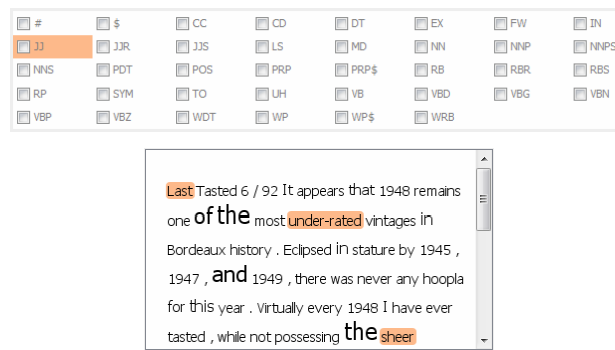 # $ CC CD DT EX FW IN
JJ JJR JJS LS MD NN NNP NNPS
NNS PDT POS PRP PRP$ RB RBR RBS
RP SYM TO UH VB VBD VBG VBN
VBP VBZ WDT WP WP$ WRB
Last Tasted 6 / 92 It appears that 1948 remains
one of the most under-rated vintages in
Bordeaux history . Eclipsed in stature by 1945 ,
1947 , and 1949 , there was never any hoopla
for this year . Virtually every 1948 I have ever
tasted , while not possessing the sheer